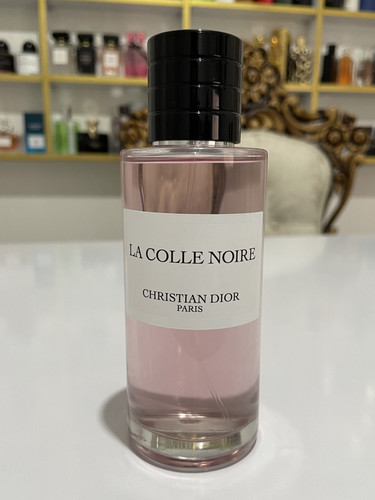 LA COLLE NOIRE
CHRISTIAN DIOR
PARIS